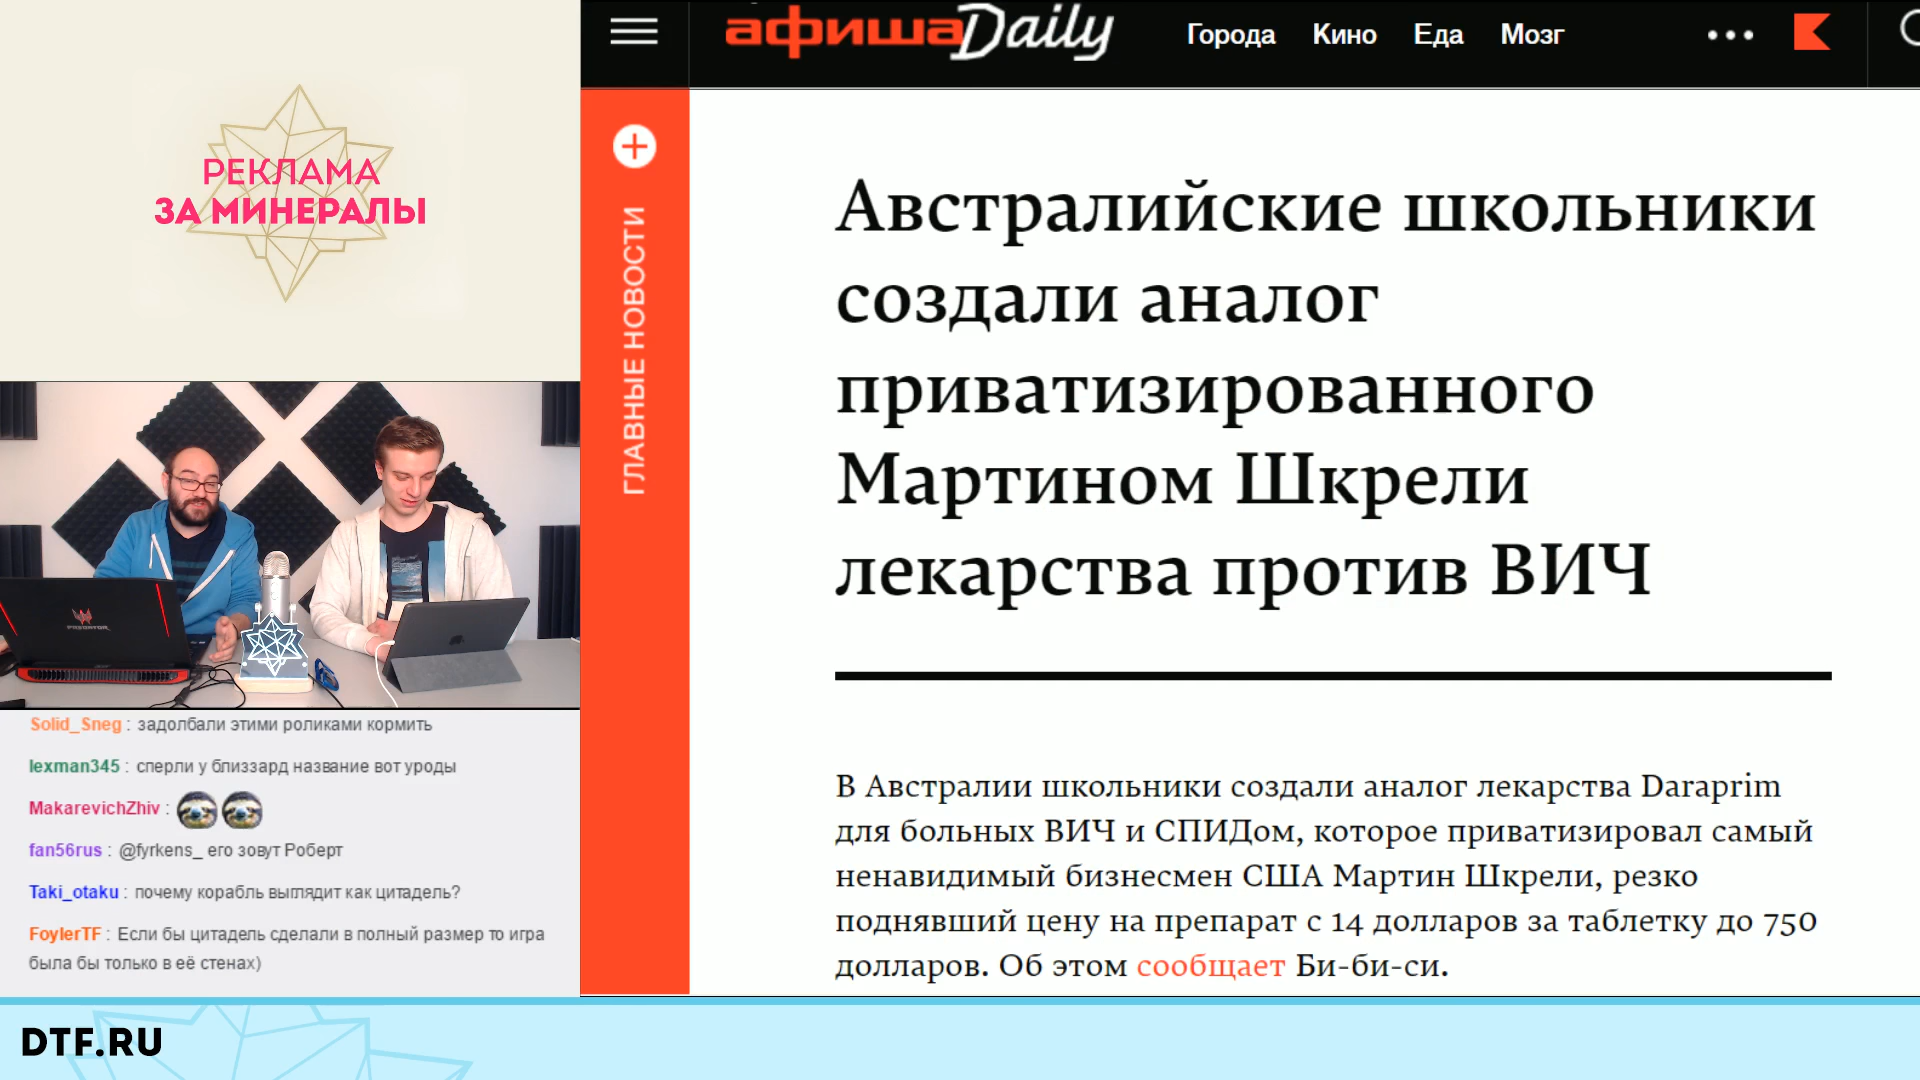 РЕКЛАМА
ЗА МИНЕРАЛЫ
PREDATOR
Solid_Sneg : задолбали этими роликами кормить
lexman345 : сперли у близзард название вот уроды
MakarevichZhiv :
fan56rus : @fyrkens_ его зовут Роберт
Taki_otaku : почему корабль выглядит как цитадель?
FoylerTF : Если бы цитадель сделали в полный размер то игра
была бы только в её стенах)
DTF.RU
афиша Daily
Города Кино Еда Мозг
ГЛАВНЫЕ НОВОСТИ
Австралийские школьники
создали аналог
приватизированного
Мартином Шкрели
лекарства против ВИЧ
В Австралии школьники создали аналог лекарства Daraprim
для больных ВИЧ и СПИДом, которое приватизировал самый
ненавидимый бизнесмен США Мартин Шкрели, резко
поднявший цену на препарат с 14 долларов за таблетку до 750
долларов. Об этом сообщает Би-би-си.